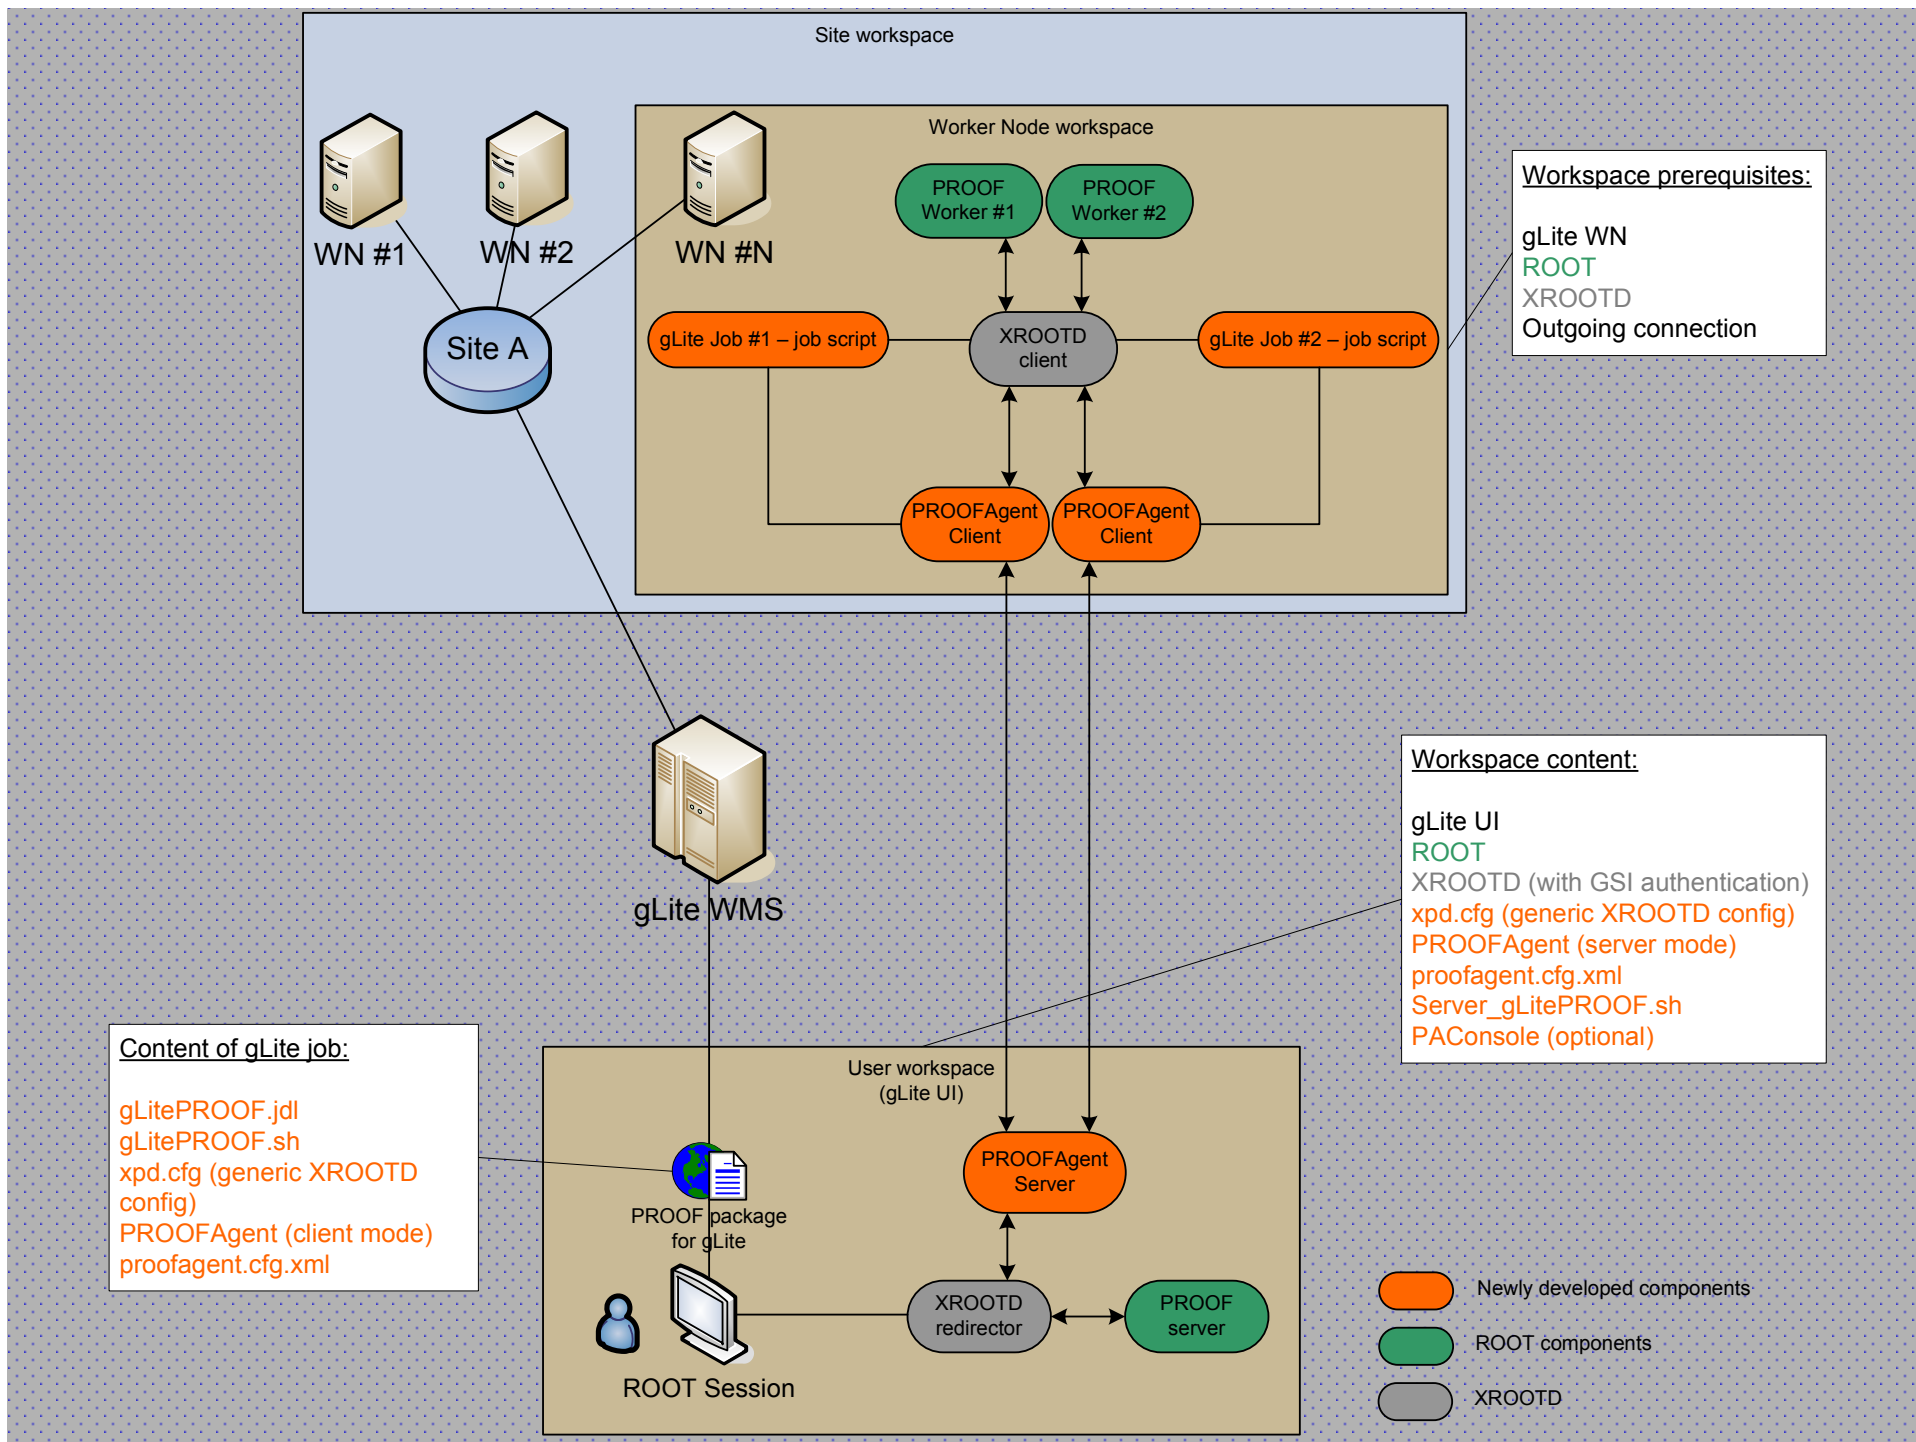 Site workspace
Worker Node workspace
WN #1
WN #2
WN #N
PROOF
Worker #1
PROOF
Worker #2
Site A
gLite Job #1 – job script
XROOTD
client
gLite Job #2 – job script
PROOFAgent
Client
PROOFAgent
Client
Workspace prerequisites:
gLite WN
ROOT
XROOTD
Outgoing connection
gLite WMS
Workspace content:
gLite UI
ROOT
XROOTD (with GSI authentication)
xpd.cfg (generic XROOTD config)
PROOFAgent (server mode)
proofagent.cfg.xml
Server_gLitePROOF.sh
PAConsole (optional)
Content of gLite job:
gLitePROOF.jdl
gLitePROOF.sh
xpd.cfg (generic XROOTD
config)
PROOFAgent (client mode)
proofagent.cfg.xml
User workspace
(gLite UI)
PROOFAgent
Server
PROOF package
for gLite
XROOTD
redirector
PROOF
server
ROOT Session
Newly developed components
ROOT components
XROOTD